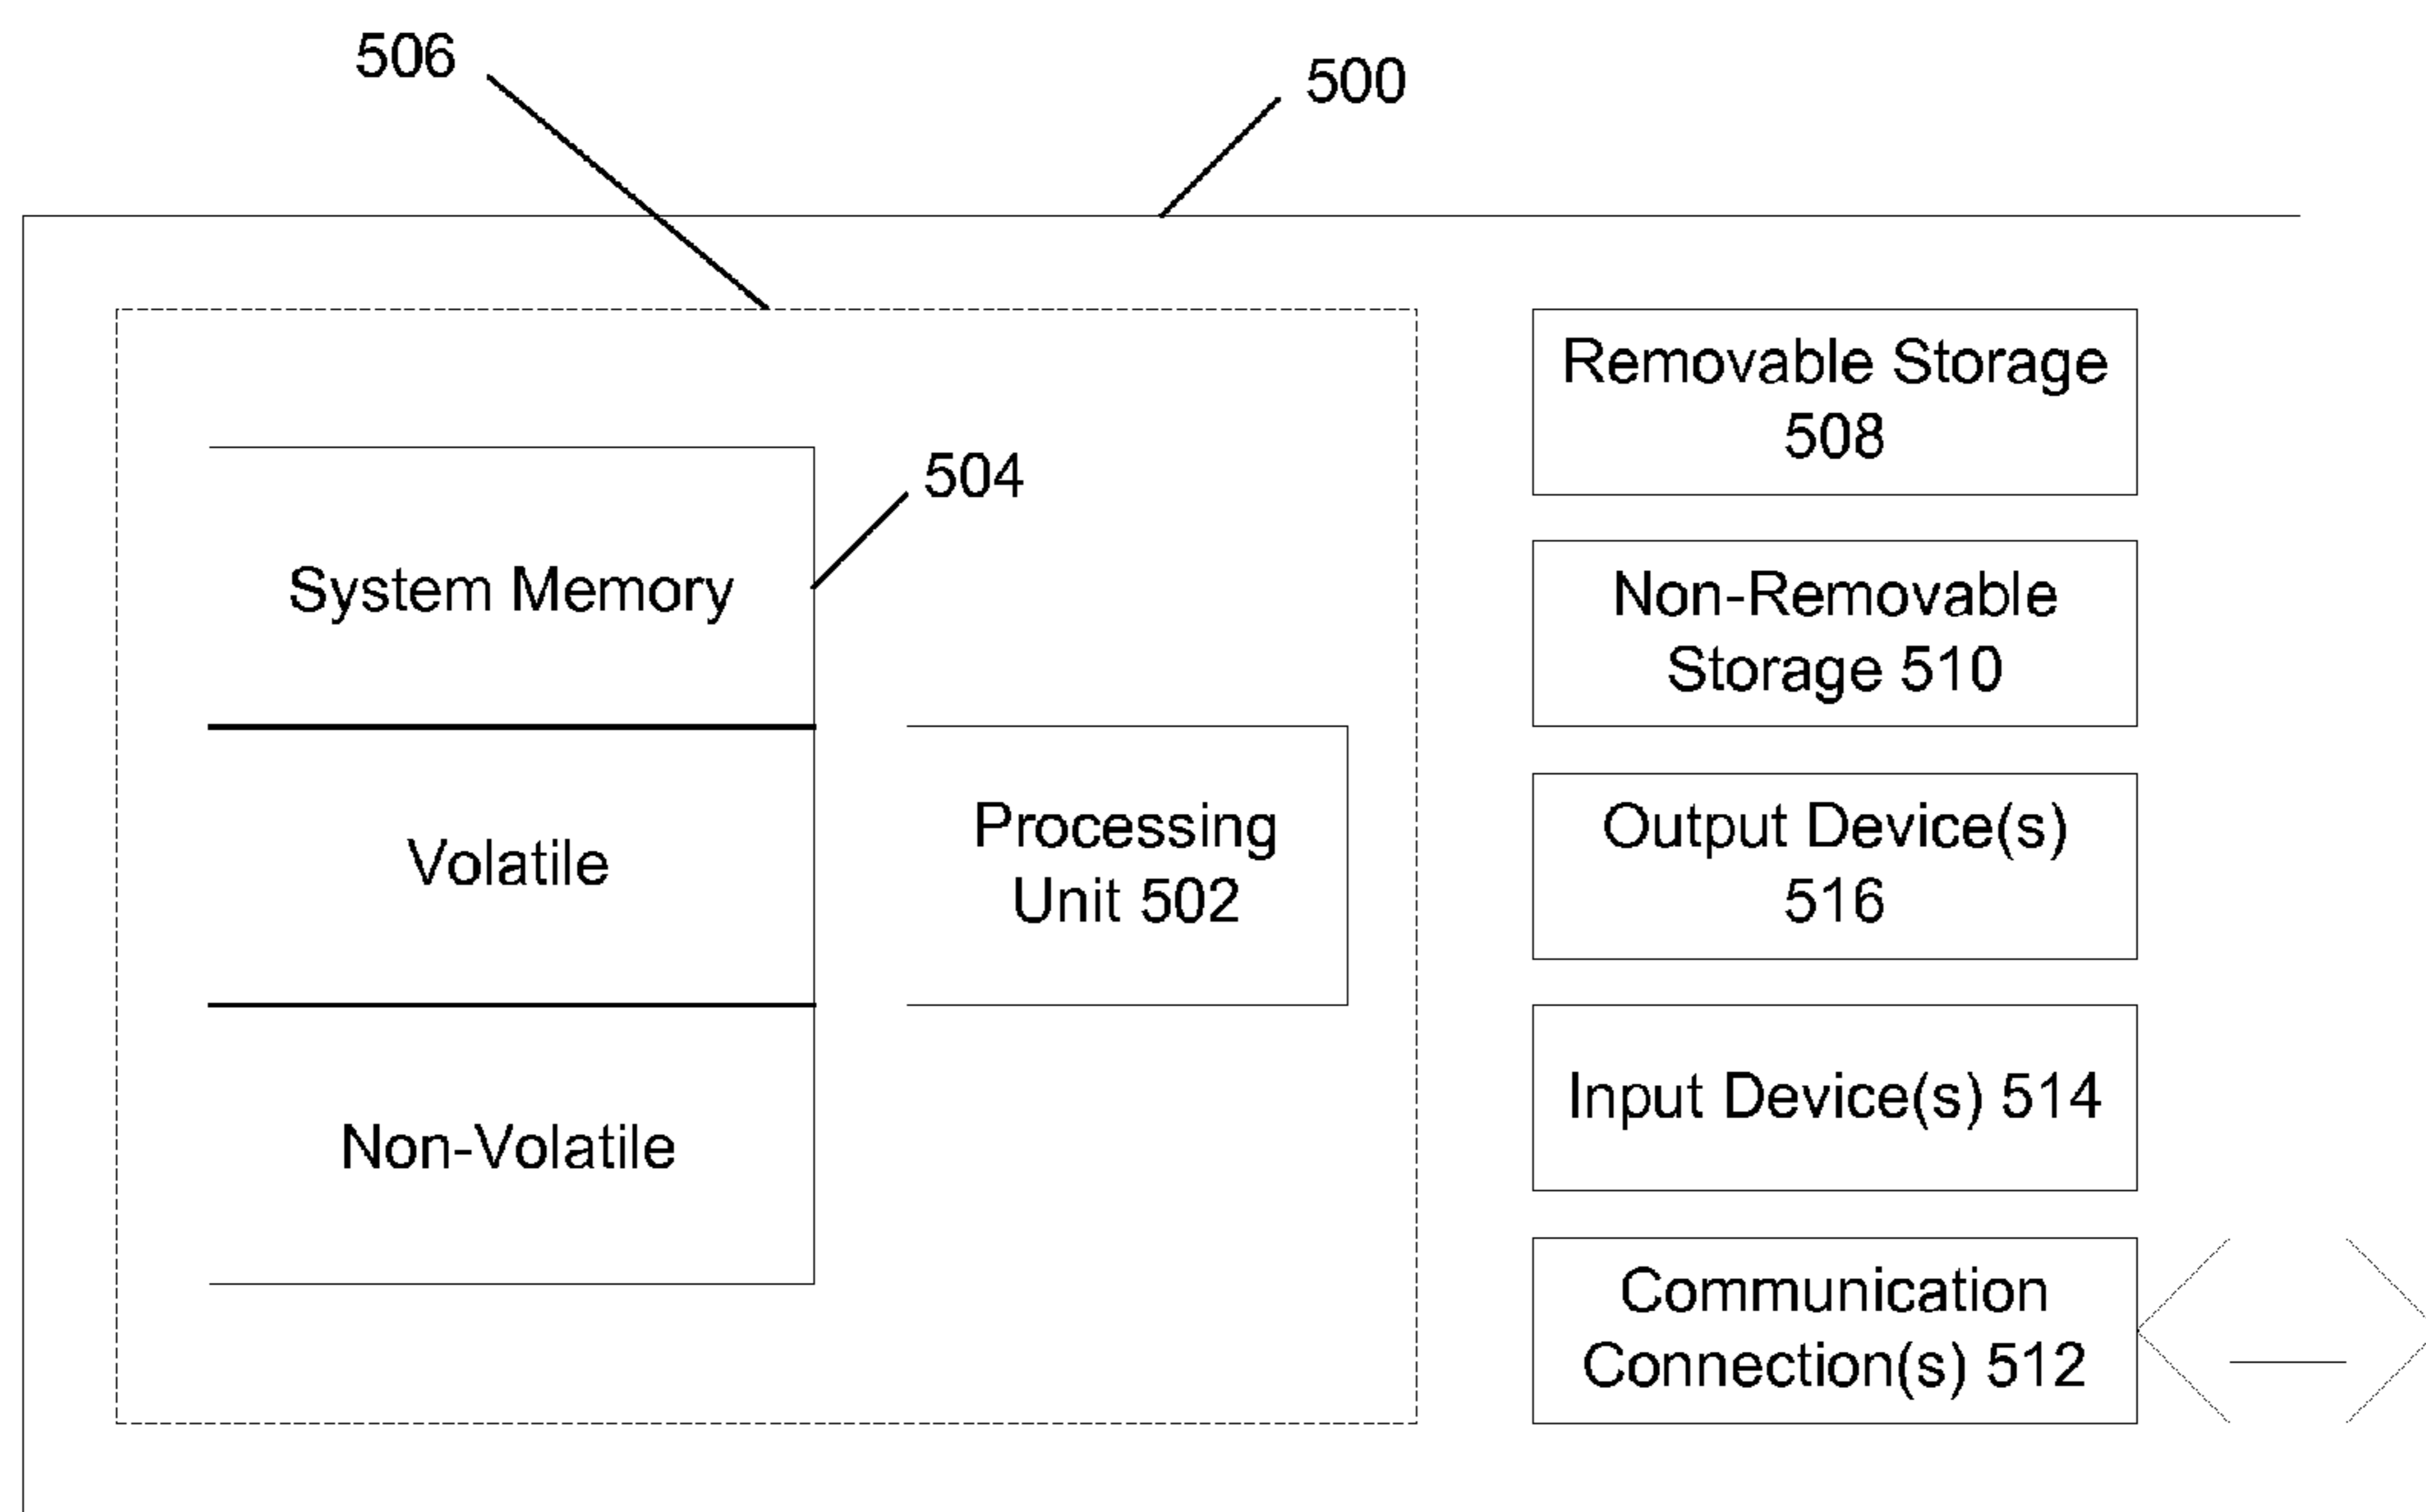 506
500
504
System Memory
Volatile
Non-Volatile
Processing
Unit 502
Removable Storage
508
Non-Removable
Storage 510
Output Device(s)
516
Input Device(s) 514
Communication
Connection(s) 512